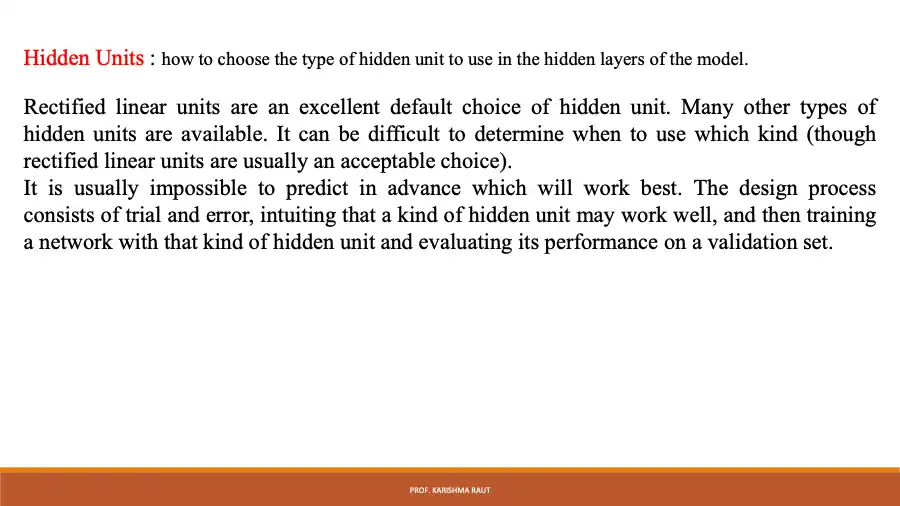 Hidden Units : how to choose the type of hidden unit to use in the hidden layers of the model.
Rectified linear units are an excellent default choice of hidden unit. Many other types of
hidden units are available. It can be difficult to determine when to use which kind (though
rectified linear units are usually an acceptable choice).
It is usually impossible to predict in advance which will work best. The design process
consists of trial and error, intuiting that a kind of hidden unit may work well, and then training
a network with that kind of hidden unit and evaluating its performance on a validation set.
PROF. KARISHMA RAUT